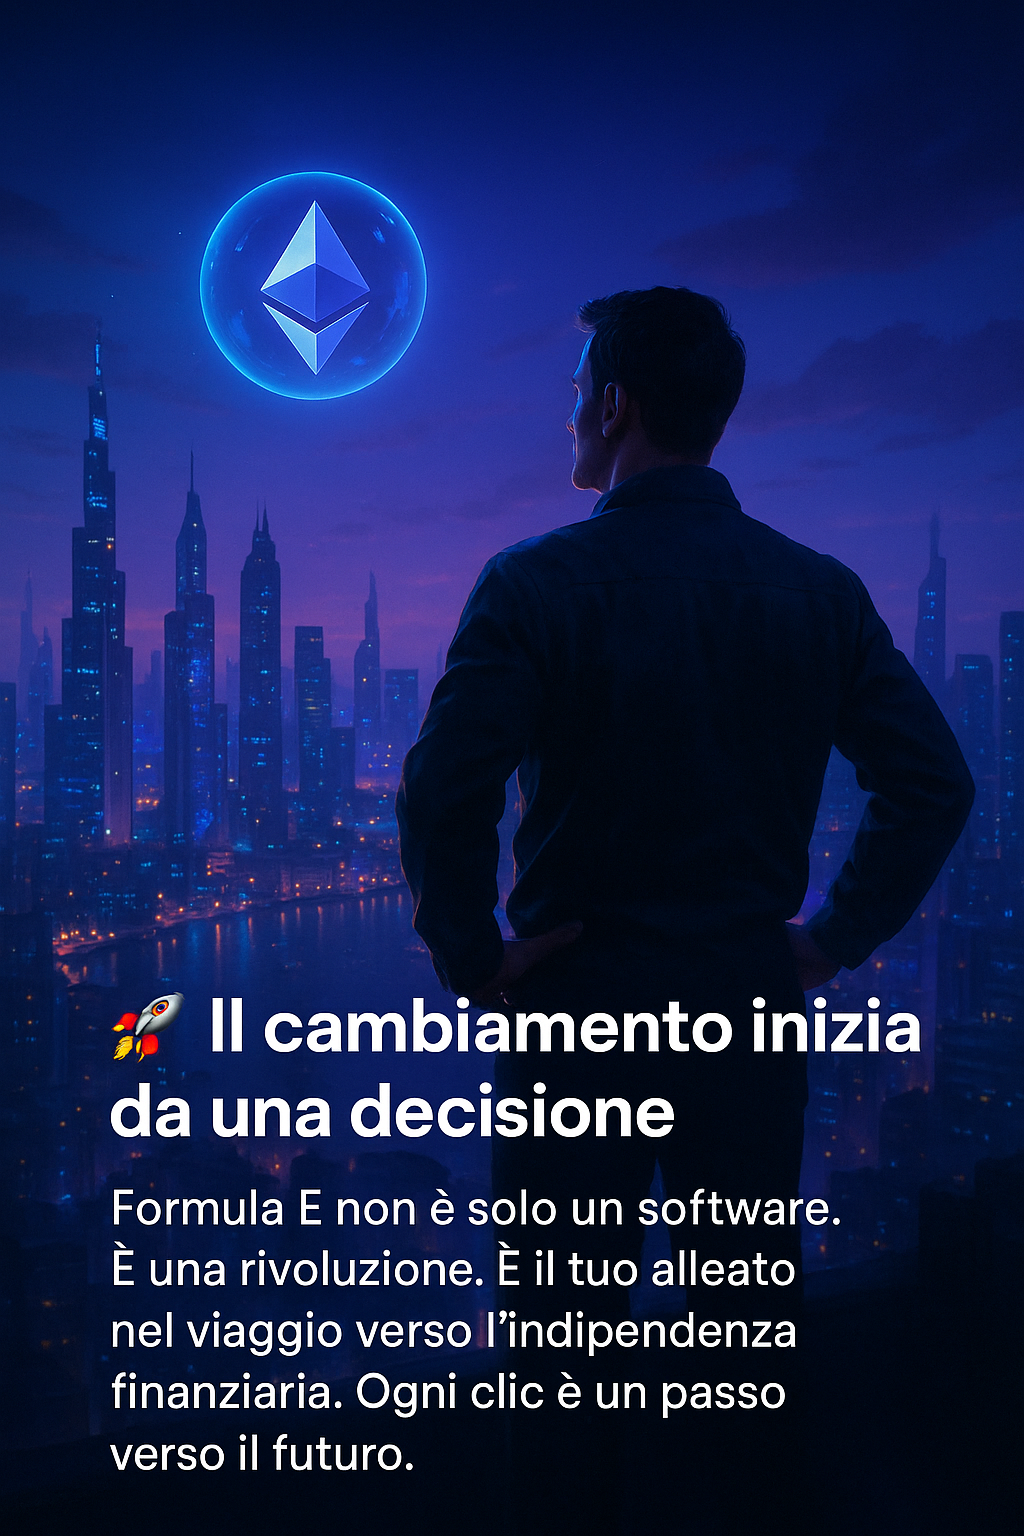 🚀 Il cambiamento inizia
da una decisione
Formula E non è solo un software.
È una rivoluzione. È il tuo alleato
nel viaggio verso l’indipendenza
finanziaria. Ogni clic è un passo
verso il futuro.